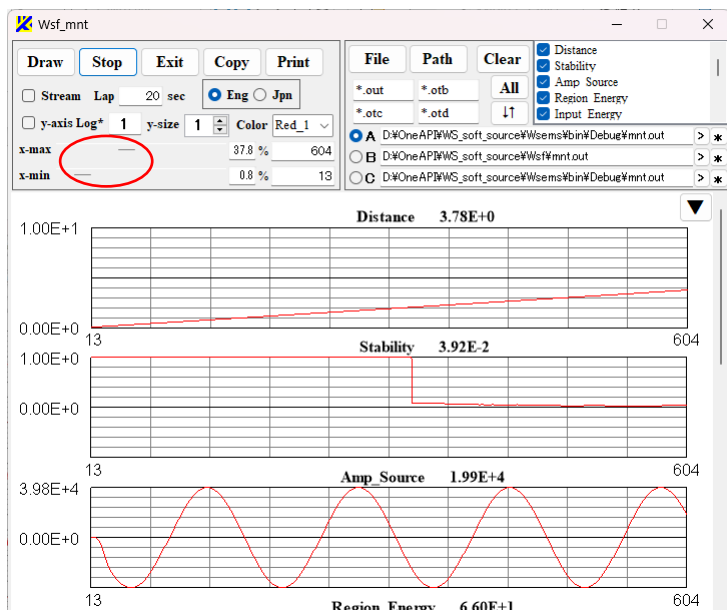 Wsf_mnt
Draw Stop Exit Copy Print
Stream Lap 20 sec Eng Jpn
y-axis Log* 1 y-size 1 Color Red_1
x-max 37.8 % 604
x-min 0.8 % 13
File Path Clear
*.out *.otb All
*.otc *.otd ↓↑
Distance
Stability
Amp Source
Region Energy
Input Energy
A D:¥OneAPI¥WS_soft_source¥Wsems¥bin¥Debug¥mnt.out > *
B D:¥OneAPI¥WS_soft_source¥Wsf¥mnt.out > *
C D:¥OneAPI¥WS_soft_source¥Wsems¥bin¥Debug¥mnt.out > *
▼
Distance 3.78E+0
1.00E+1
0.00E+0
13 604
Stability 3.92E-2
1.00E+0
0.00E+0
13 604
Amp_Source 1.99E+4
3.98E+4
0.00E+0
13 604
Region_Energy 6.60E+1